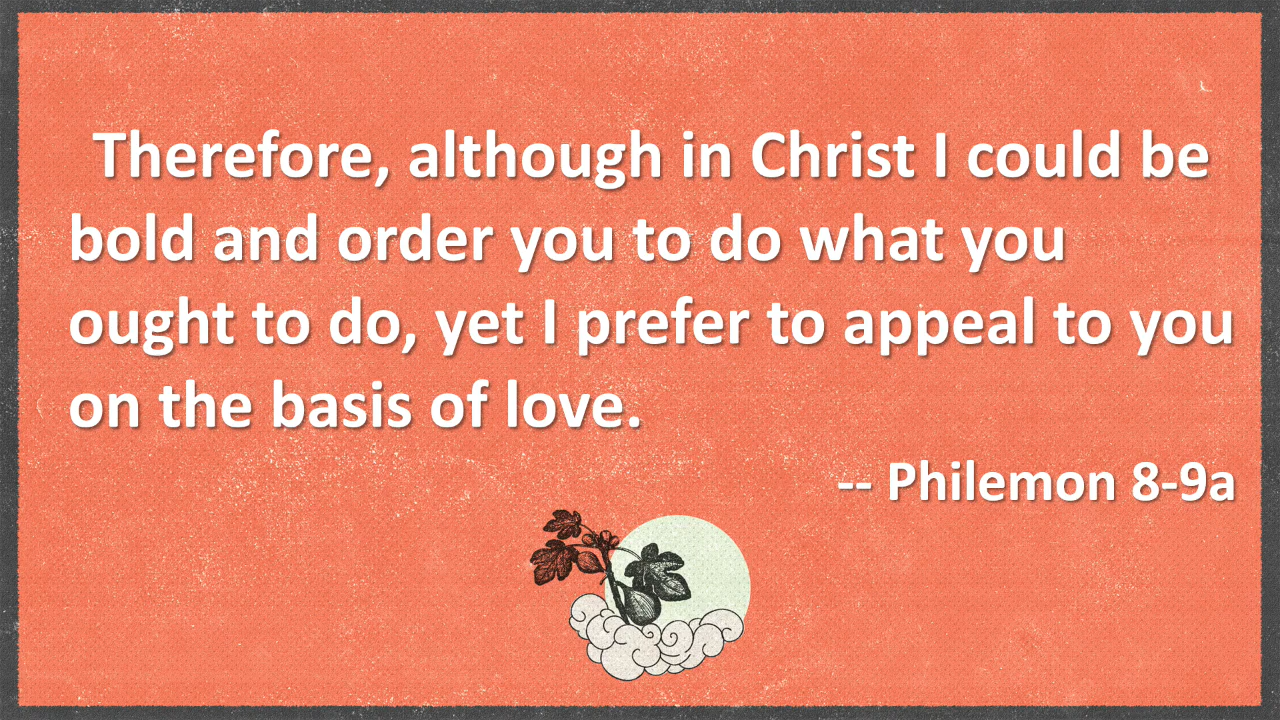 Therefore, although in Christ I could be
bold and order you to do what you
ought to do, yet I prefer to appeal to you
on the basis of love.
-- Philemon 8-9a